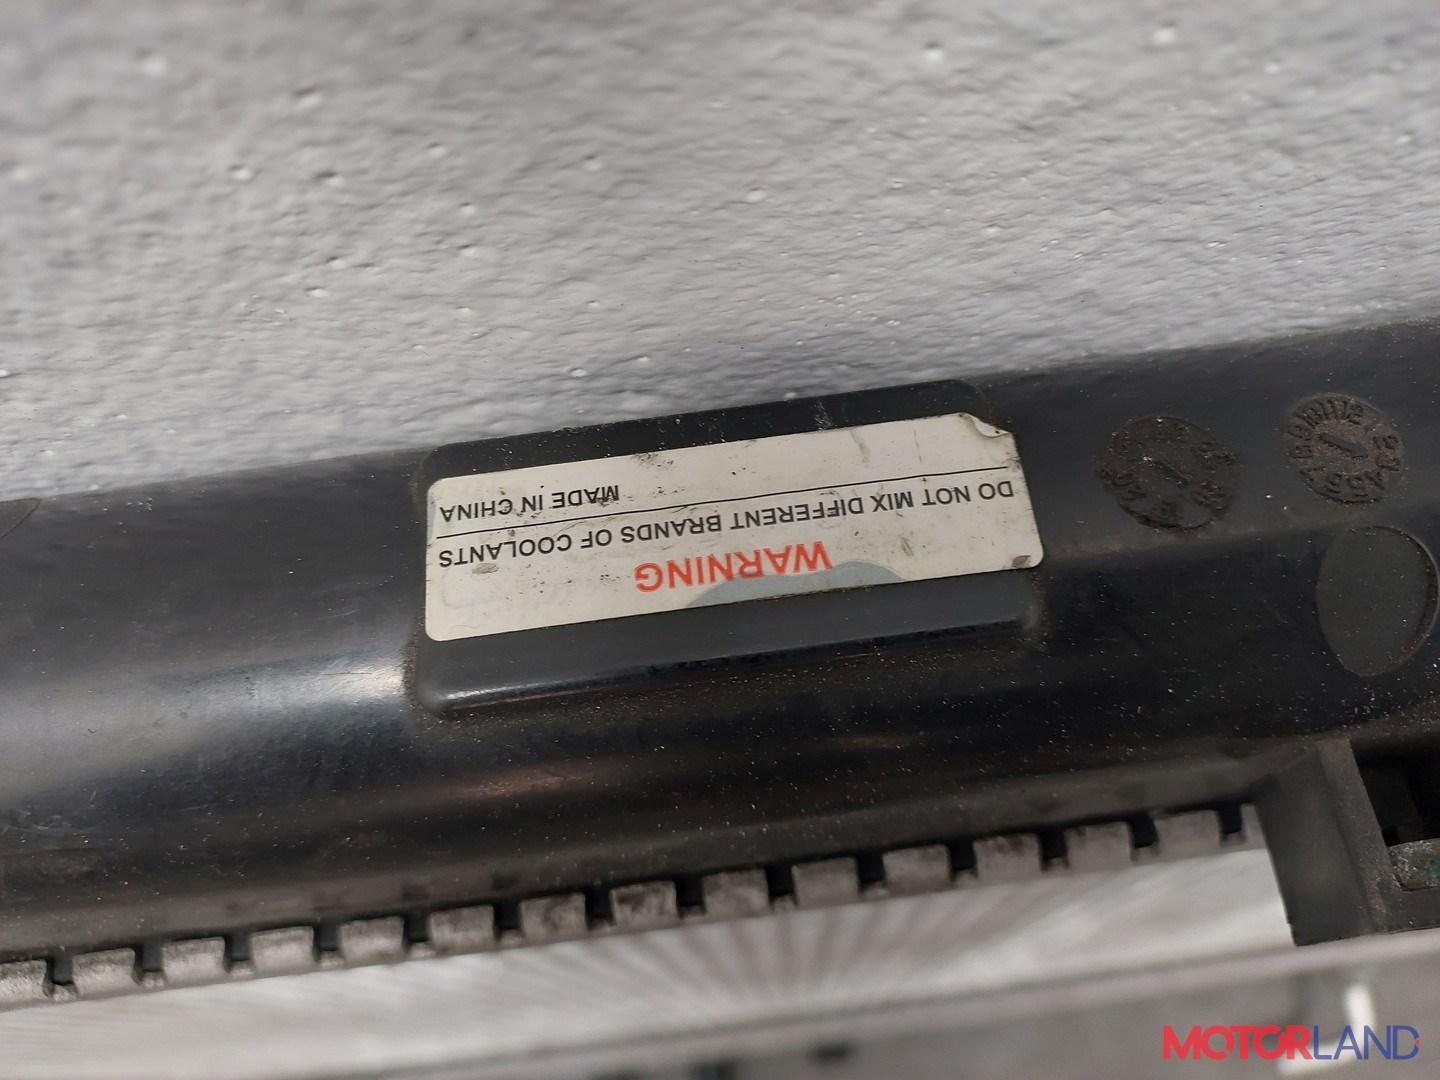 WARNING
DO NOT MIX DIFFERENT BRANDS OF COOLANTS
MADE IN CHINA
MOTORLAND